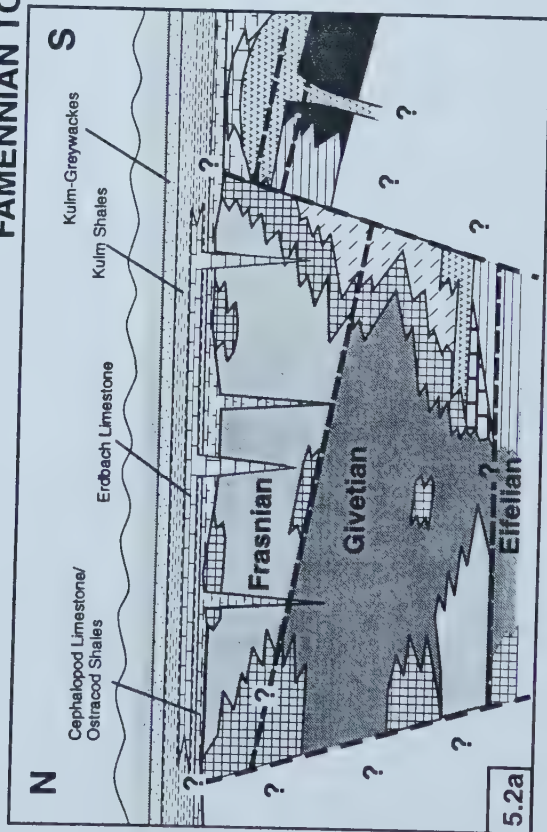 FAMENNIAN TO
N
S
Cephalopod Limestone/
Ostracod Shales
Erdbach Limestone
Kulm Shales
Kulm-Greywackes
?
?
Frasnian
?
?
Givetian
?
?
?
?
?
Eifelian
?
?
5.2a